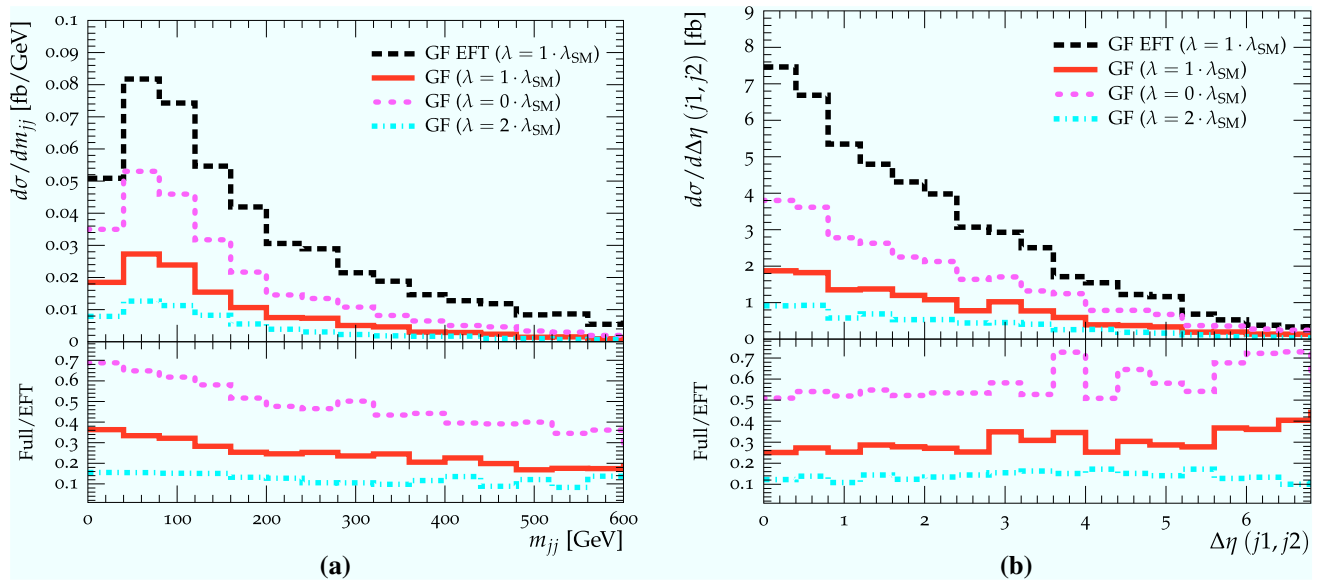 dσ/dm_jj [fb/GeV]
0.1
0.09
0.08
0.07
0.06
0.05
0.04
0.03
0.02
0.01
0
GF EFT (λ = 1 · λ_SM)
GF (λ = 1 · λ_SM)
GF (λ = 0 · λ_SM)
GF (λ = 2 · λ_SM)
Full/EFT
0.7
0.6
0.5
0.4
0.3
0.2
0.1
0 100 200 300 400 500 600
m_jj [GeV]
(a)
dσ/dΔη (j1, j2) [fb]
9
8
7
6
5
4
3
2
1
0
GF EFT (λ = 1 · λ_SM)
GF (λ = 1 · λ_SM)
GF (λ = 0 · λ_SM)
GF (λ = 2 · λ_SM)
Full/EFT
0.7
0.6
0.5
0.4
0.3
0.2
0.1
0 1 2 3 4 5 6
Δη (j1, j2)
(b)